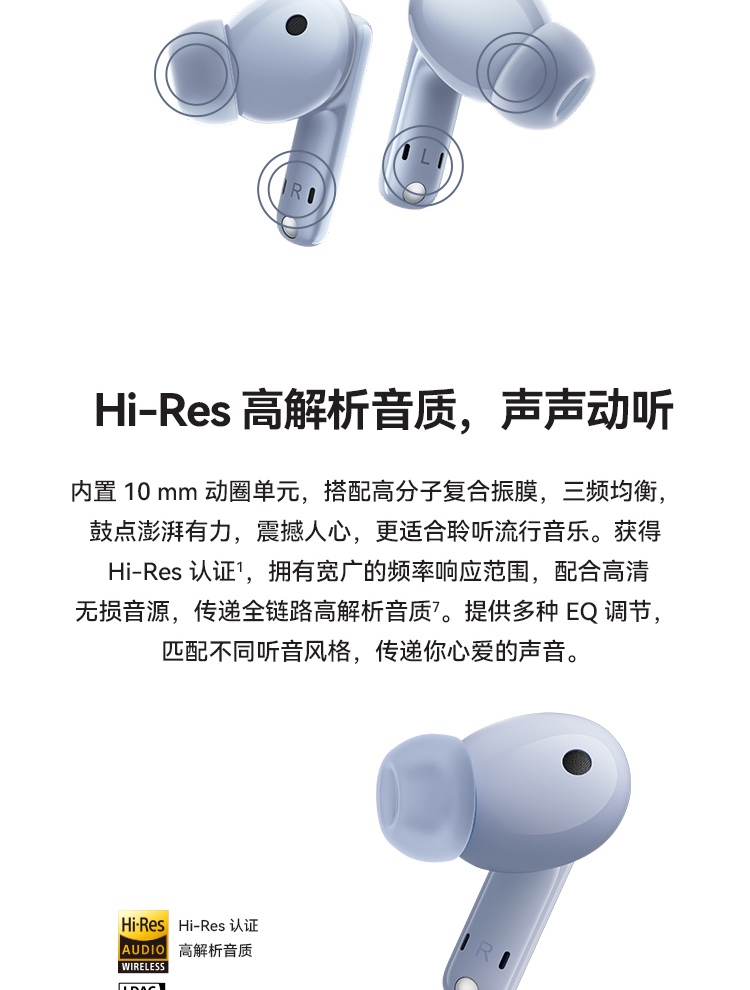 L
R
Hi-Res 高解析音质，声声动听
内置 10 mm 动圈单元，搭配高分子复合振膜，三频均衡，
鼓点澎湃有力，震撼人心，更适合聆听流行音乐。获得
Hi-Res 认证¹，拥有宽广的频率响应范围，配合高清
无损音源，传递全链路高解析音质⁷。提供多种 EQ 调节，
匹配不同听音风格，传递你心爱的声音。
R
Hi·Res
AUDIO
WIRELESS
Hi-Res 认证
高解析音质